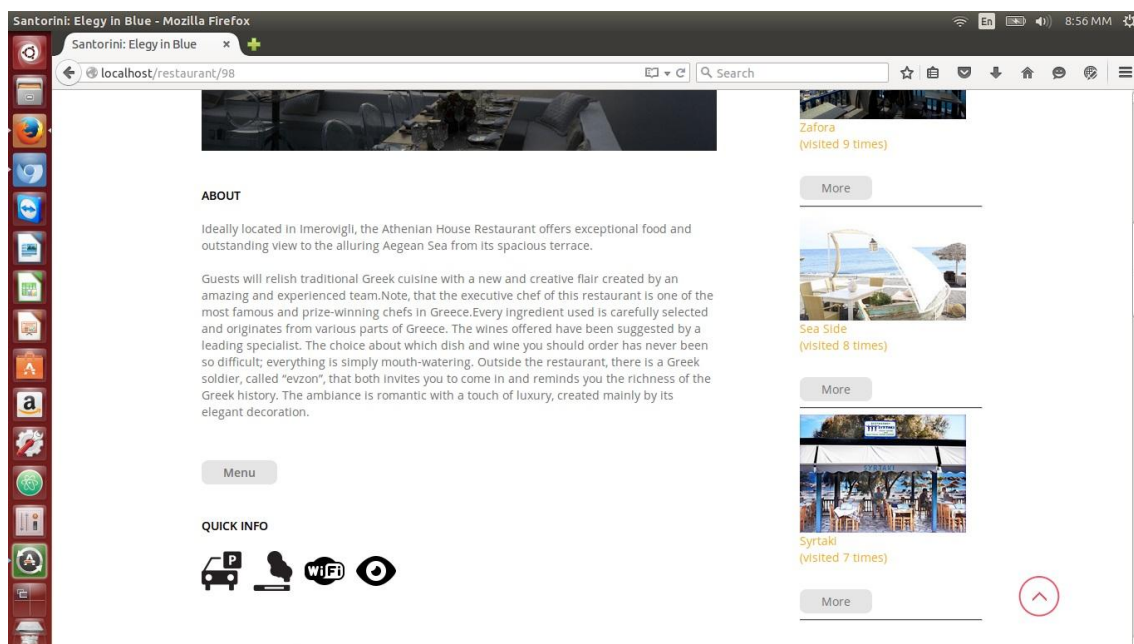 Santorini: Elegy in Blue - Mozilla Firefox
En
8:56 MM
Santorini: Elegy in Blue
localhost/restaurant/98
Search
ABOUT
Ideally located in Imerovigli, the Athenian House Restaurant offers exceptional food and
outstanding view to the alluring Aegean Sea from its spacious terrace.
Guests will relish traditional Greek cuisine with a new and creative flair created by an
amazing and experienced team.Note, that the executive chef of this restaurant is one of the
most famous and prize-winning chefs in Greece.Every ingredient used is carefully selected
and originates from various parts of Greece. The wines offered have been suggested by a
leading specialist. The choice about which dish and wine you should order has never been
so difficult; everything is simply mouth-watering. Outside the restaurant, there is a Greek
soldier, called “evzon”, that both invites you to come in and reminds you the richness of the
Greek history. The ambiance is romantic with a touch of luxury, created mainly by its
elegant decoration.
Menu
QUICK INFO
P
WiFi
Zafora
(visited 9 times)
More
Sea Side
(visited 8 times)
More
SYRTAKI
Syrtaki
(visited 7 times)
More